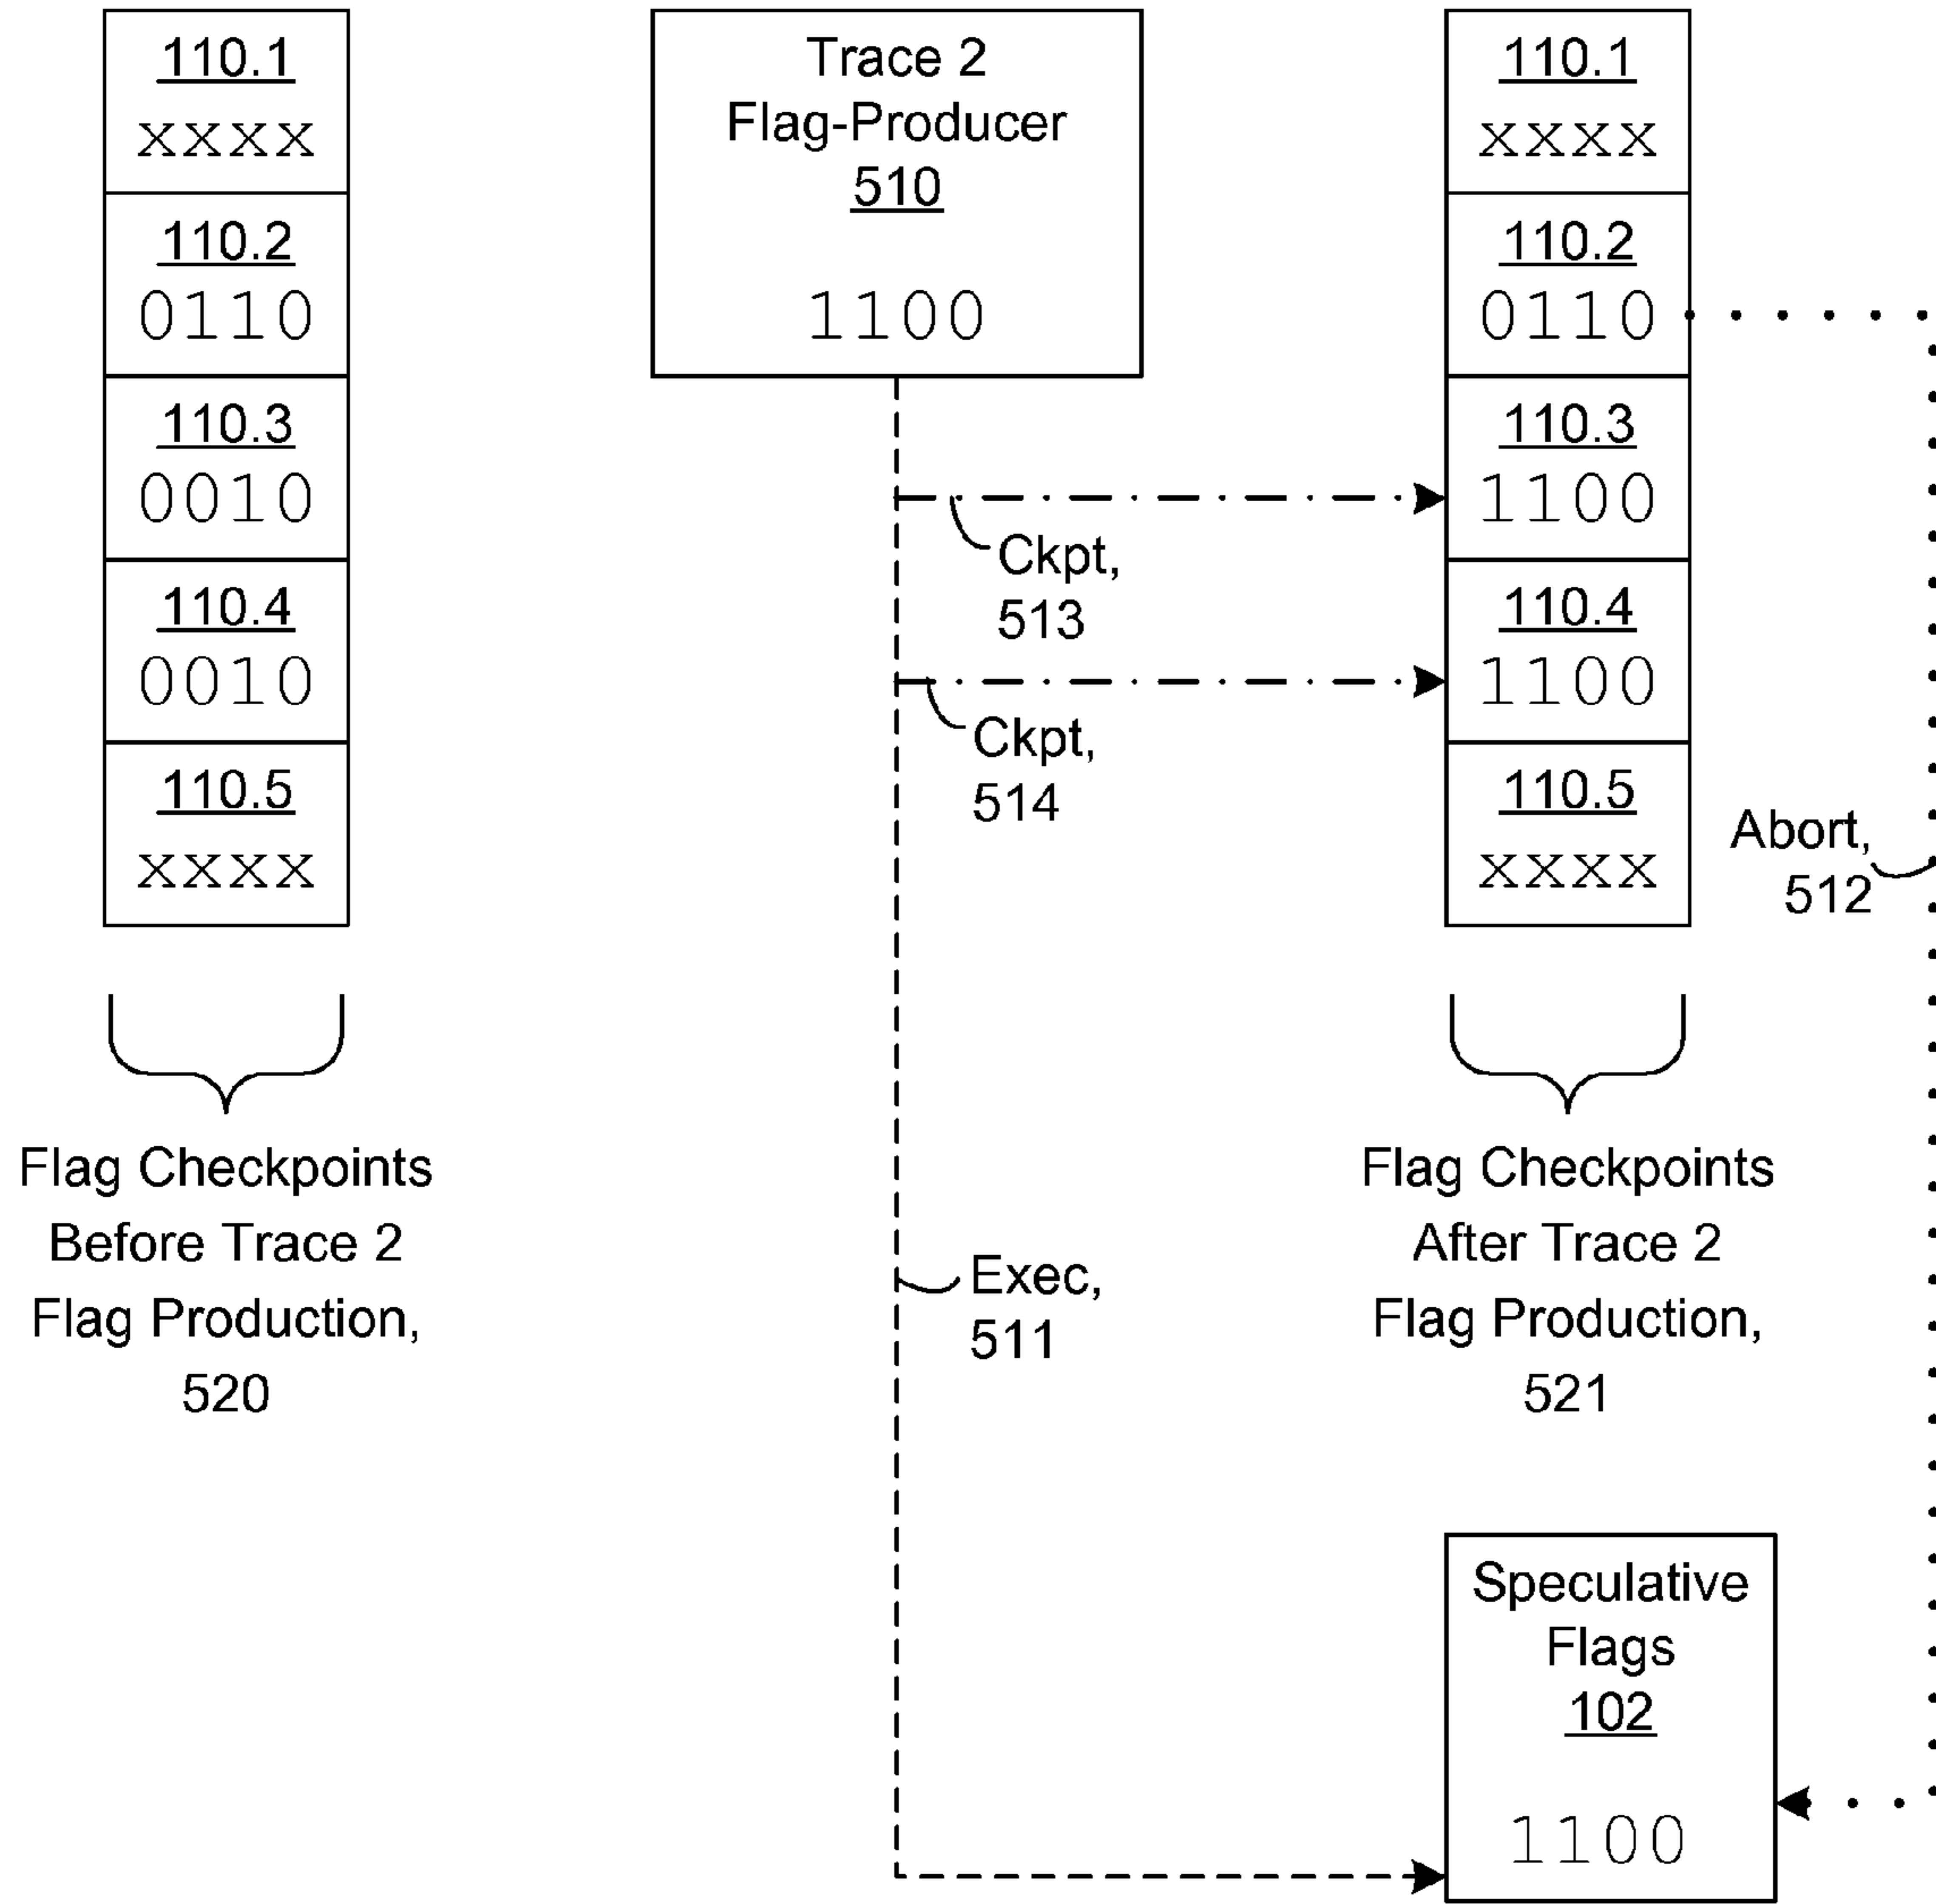 110.1
xxxx
110.2
0110
110.3
0010
110.4
0010
110.5
xxxx
Flag Checkpoints
Before Trace 2
Flag Production,
520
Trace 2
Flag-Producer
510
1100
Ckpt,
513
Ckpt,
514
Exec,
511
110.1
xxxx
110.2
0110
110.3
1100
110.4
1100
110.5
xxxx
Abort,
512
Flag Checkpoints
After Trace 2
Flag Production,
521
Speculative
Flags
102
1100